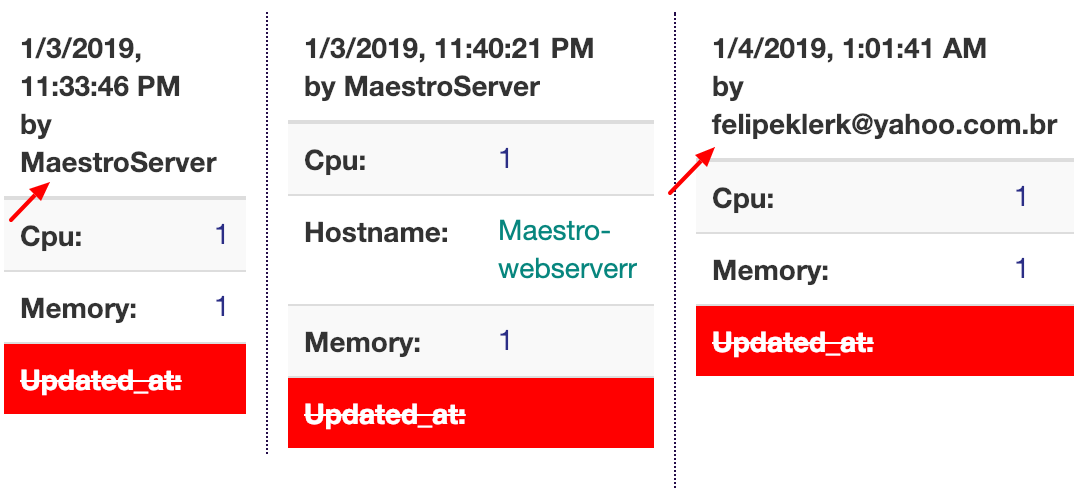 1/3/2019,
11:33:46 PM
by
MaestroServer
Cpu: 1
Memory: 1
Updated_at:
1/3/2019, 11:40:21 PM
by MaestroServer
Cpu: 1
Hostname: Maestro-
webserverr
Memory: 1
Updated_at:
1/4/2019, 1:01:41 AM
by
felipeklerk@yahoo.com.br
Cpu: 1
Memory: 1
Updated_at: